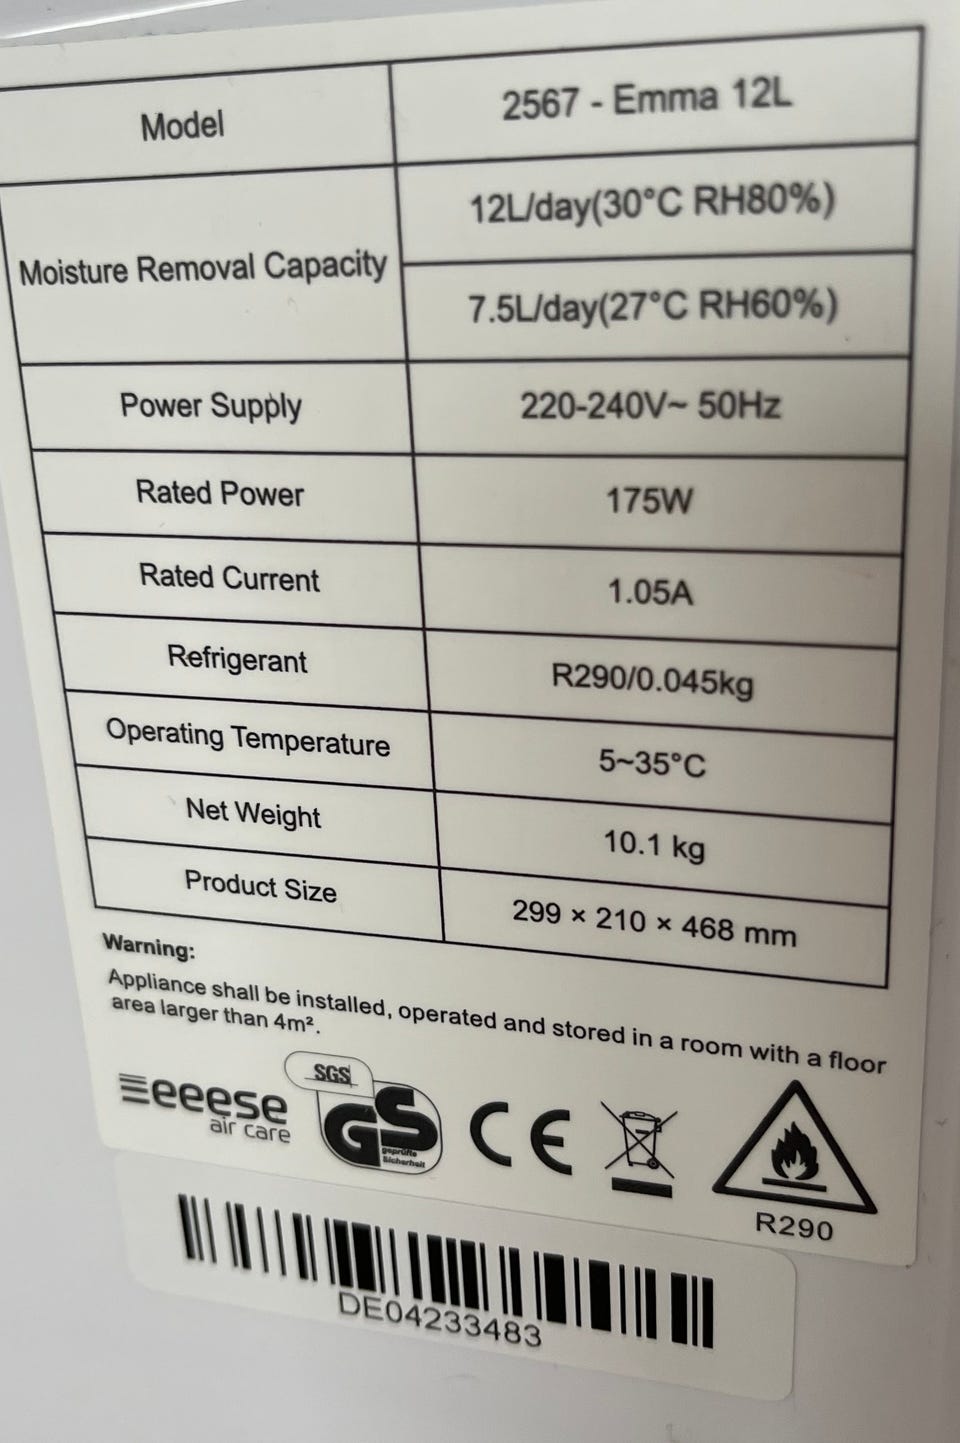 Model
2567 - Emma 12L
Moisture Removal Capacity
12L/day(30°C RH80%)
7.5L/day(27°C RH60%)
Power Supply
220-240V~ 50Hz
Rated Power
175W
Rated Current
1.05A
Refrigerant
R290/0.045kg
Operating Temperature
5~35°C
Net Weight
10.1 kg
Product Size
299 × 210 × 468 mm
Warning:
Appliance shall be installed, operated and stored in a room with a floor
area larger than 4m².
eeese
air care
SGS
GS
geprüfte
Sicherheit
CE
R290
DE04233483